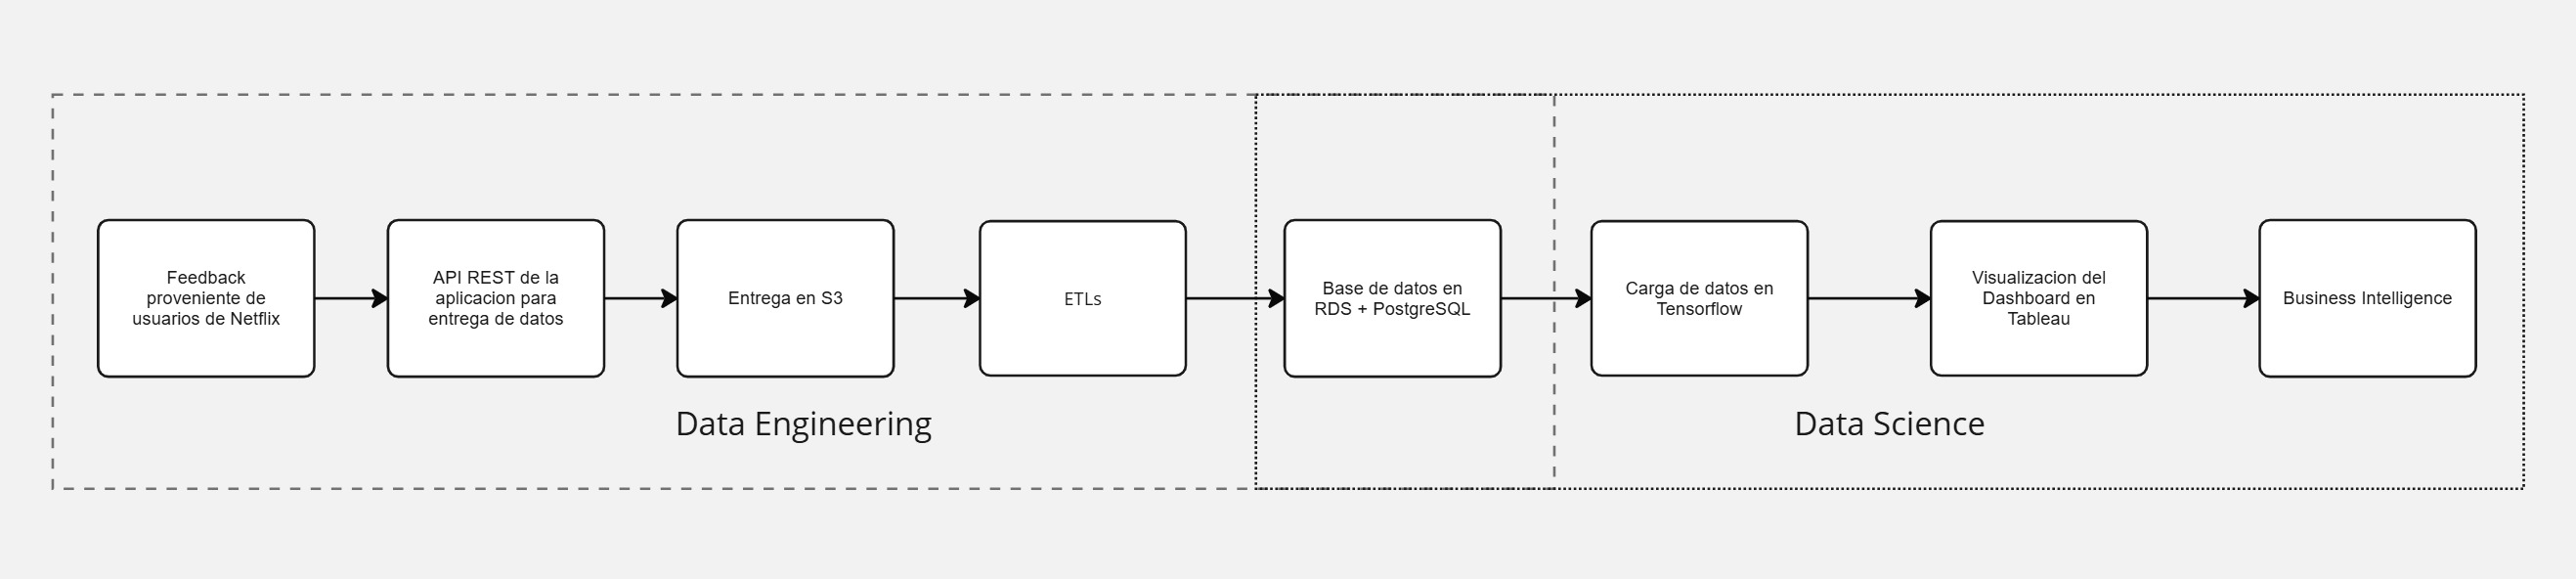 Feedback
proveniente de
usuarios de Netflix
API REST de la
aplicacion para
entrega de datos
Entrega en S3
ETLs
Base de datos en
RDS + PostgreSQL
Carga de datos en
Tensorflow
Visualizacion del
Dashboard en
Tableau
Business Intelligence
Data Engineering
Data Science